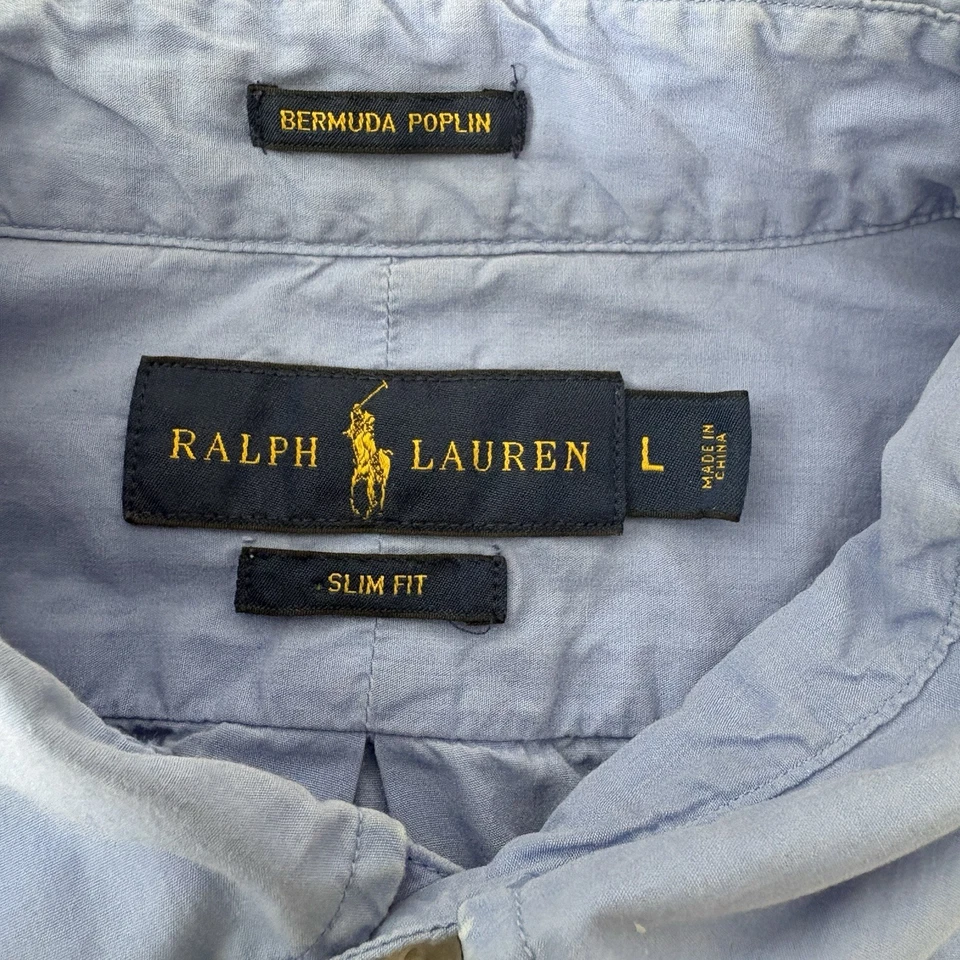 BERMUDA POPLIN
RALPH LAUREN
L
MADE IN
CHINA
SLIM FIT